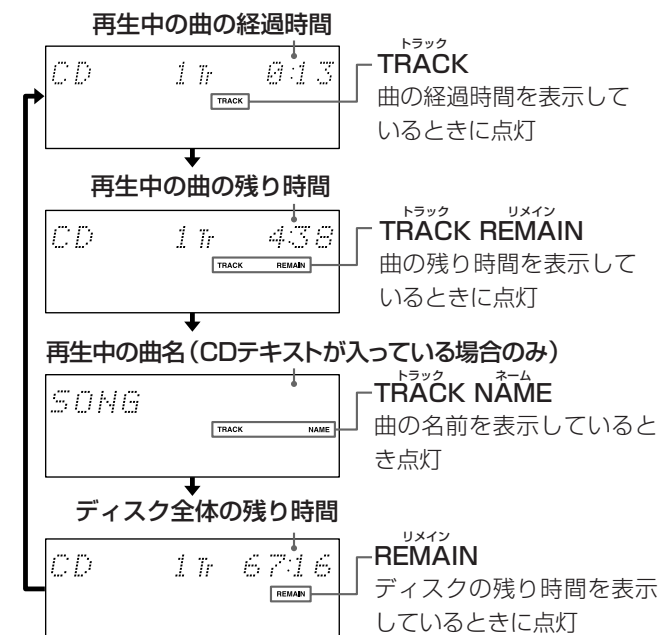 再生中の曲の経過時間
CD 1 Tr 0:13
TRACK
トラック
TRACK
曲の経過時間を表示して
いるときに点灯
再生中の曲の残り時間
CD 1 Tr 4:38
TRACK REMAIN
トラック リメイン
TRACK REMAIN
曲の残り時間を表示して
いるときに点灯
再生中の曲名(CDテキストが入っている場合のみ)
SONG
TRACK NAME
トラック ネーム
TRACK NAME
曲の名前を表示していると
き点灯
ディスク全体の残り時間
CD 1 Tr 67:16
REMAIN
リメイン
REMAIN
ディスクの残り時間を表示
しているときに点灯